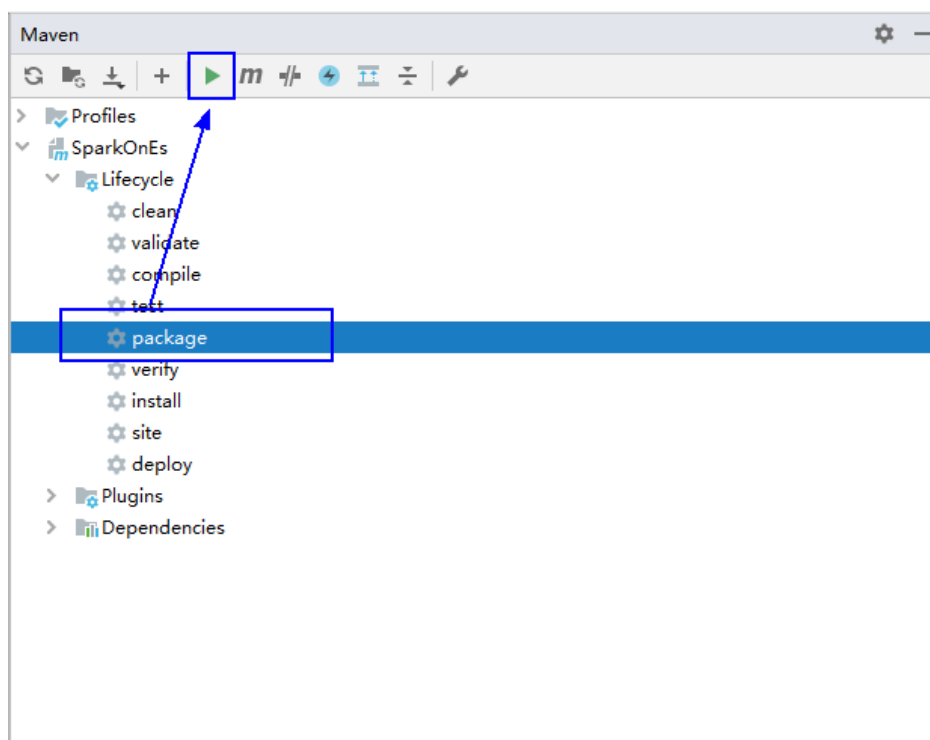 Maven
m
Profiles
SparkOnEs
Lifecycle
clean
validate
compile
test
package
verify
install
site
deploy
Plugins
Dependencies